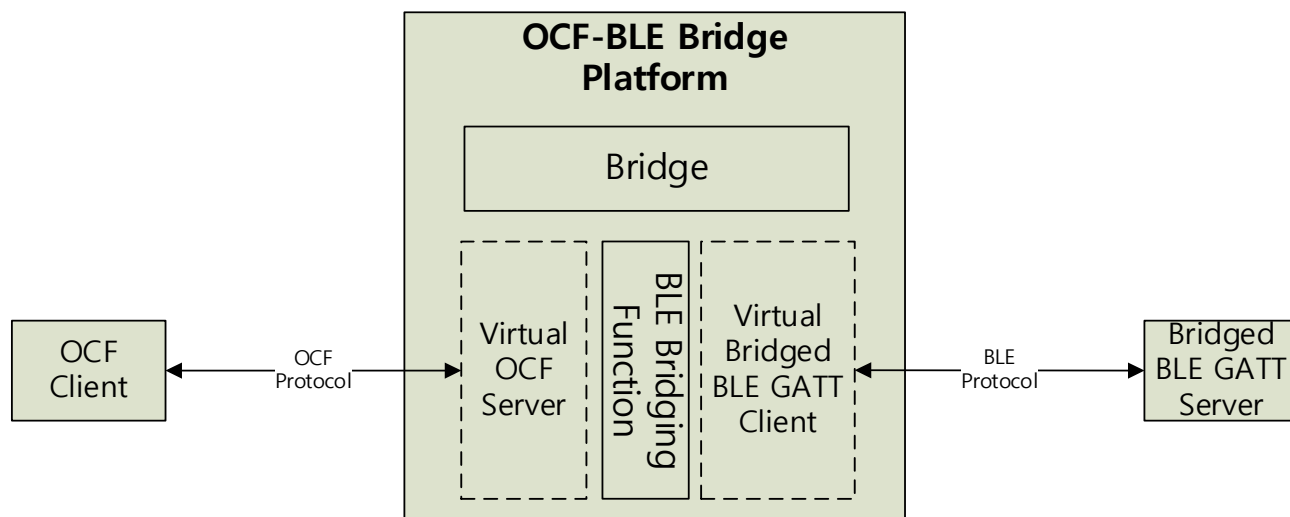 OCF-BLE Bridge
Platform
Bridge
OCF
Client
OCF
Protocol
Virtual
OCF
Server
BLE Bridging
Function
Virtual
Bridged
BLE GATT
Client
BLE
Protocol
Bridged
BLE GATT
Server